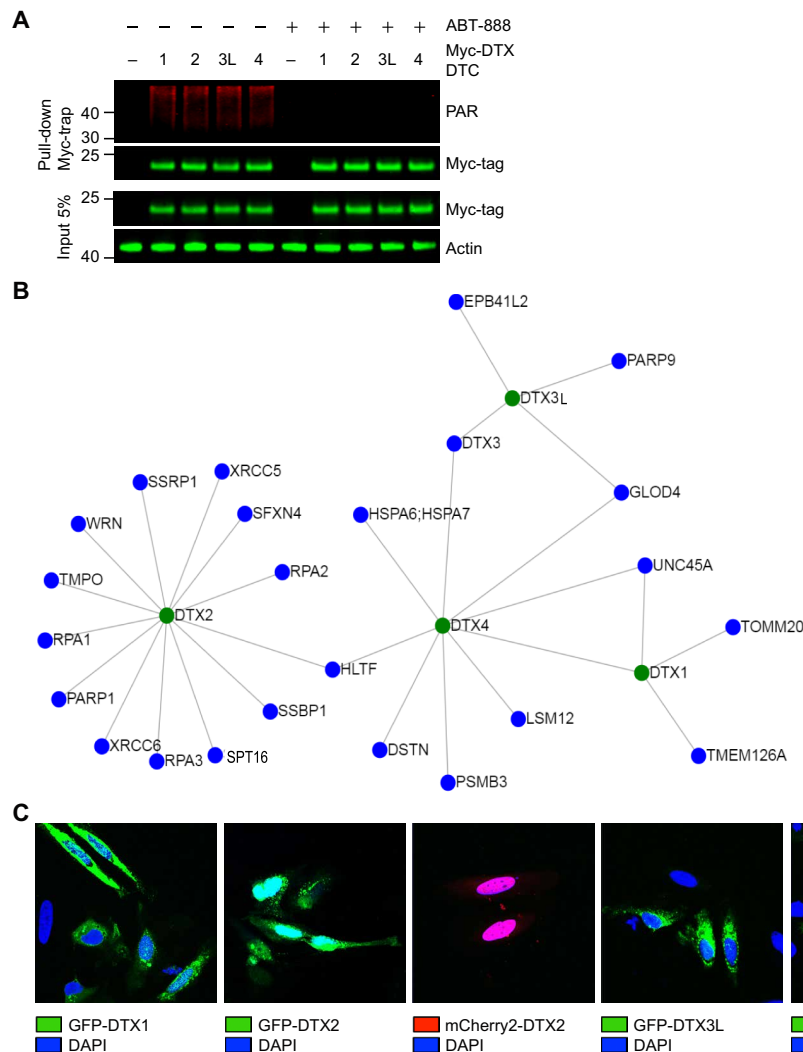 A
– – – – – + + + + + ABT-888
– 1 2 3L 4 – 1 2 3L 4 Myc-DTX DTC
Pull-down Myc-trap
40
30
PAR
25
Myc-tag
Input 5%
25
Myc-tag
40
Actin
B
EPB41L2
PARP9
DTX3L
DTX3
GLOD4
XRCC5
SSRP1
SFXN4
HSPA6;HSPA7
WRN
RPA2
UNC45A
TMPO
DTX2
DTX4
TOMM20
RPA1
HLTF
DTX1
PARP1
SSBP1
LSM12
XRCC6
RPA3
SPT16
DSTN
PSMB3
TMEM126A
C
GFP-DTX1
DAPI
GFP-DTX2
DAPI
mCherry2-DTX2
DAPI
GFP-DTX3L
DAPI